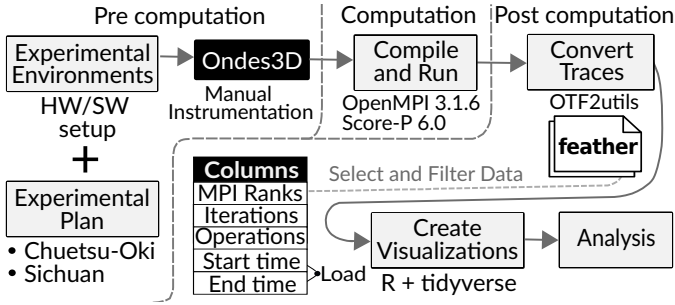 Pre computation
Computation
Post computation
Experimental
Environments
HW/SW
setup
+
Experimental
Plan
• Chuetsu-Oki
• Sichuan
Ondes3D
Manual
Instrumentation
Compile
and Run
OpenMPI 3.1.6
Score-P 6.0
Convert
Traces
OTF2utils
feather
Select and Filter Data
Columns
MPI Ranks
Iterations
Operations
Start time
End time
Load
Create
Visualizations
R + tidyverse
Analysis